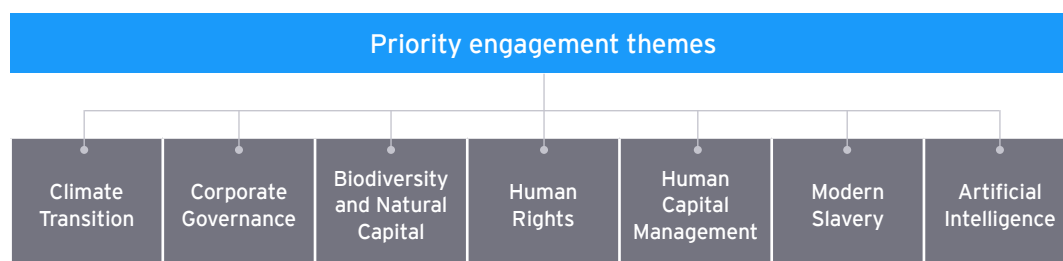 Priority engagement themes
Climate
Transition
Corporate
Governance
Biodiversity
and Natural
Capital
Human
Rights
Human
Capital
Management
Modern
Slavery
Artificial
Intelligence